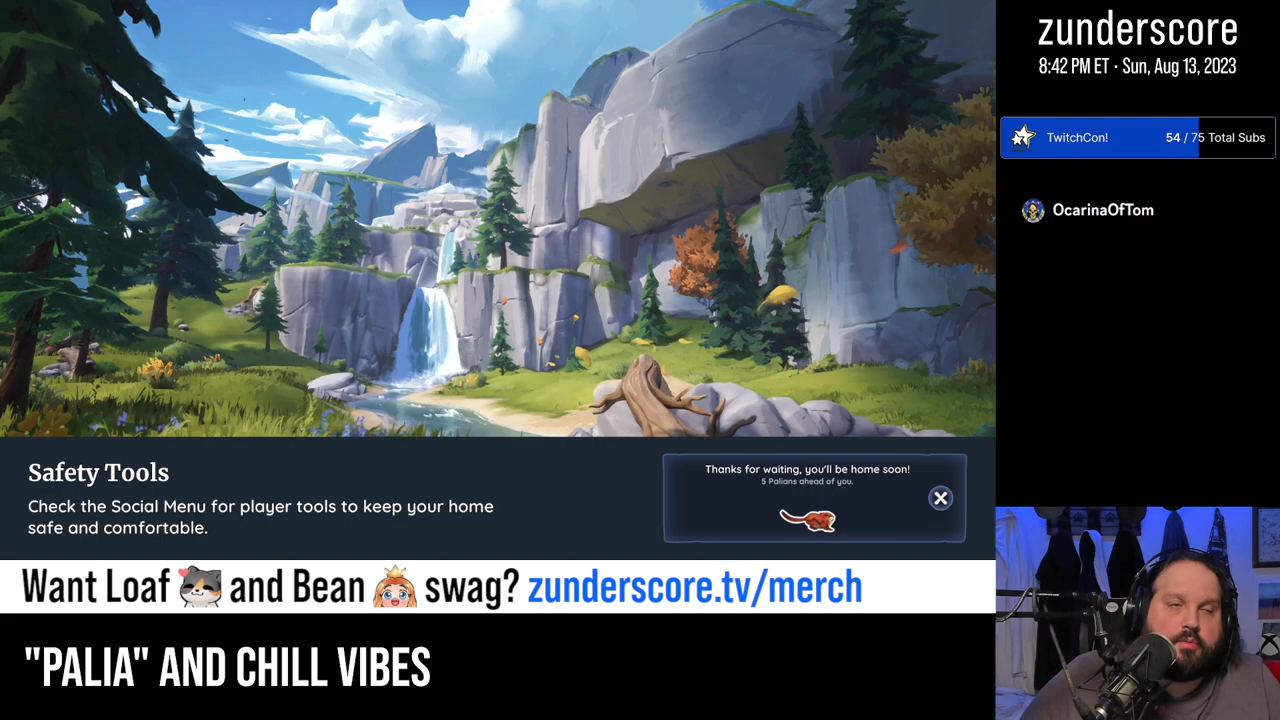 zunderscore
8:42 PM ET · Sun, Aug 13, 2023
TwitchCon! 54 / 75 Total Subs
OcarinaOfTom
Safety Tools
Check the Social Menu for player tools to keep your home
safe and comfortable.
Thanks for waiting, you'll be home soon!
5 Palians ahead of you.
Want Loaf and Bean swag? zunderscore.tv/merch
"PALIA" AND CHILL VIBES